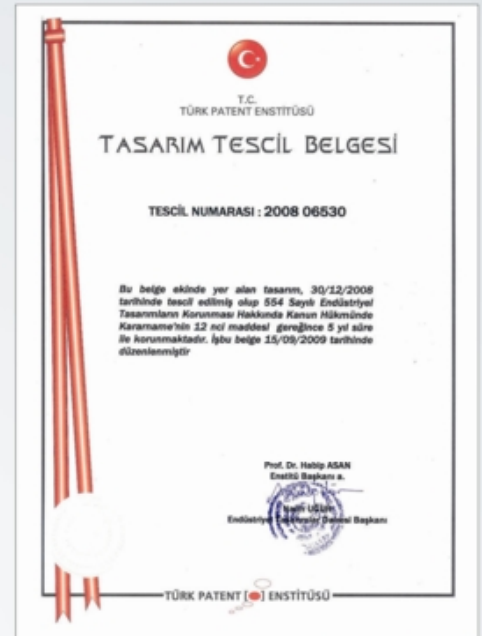 T.C.
TÜRK PATENT ENSTİTÜSÜ
TASARIM TESCİL BELGESİ
TESCİL NUMARASI : 2008 06530
Bu belge ekinde yer alan tasarım, 30/12/2008
tarihinde tescil edilmiş olup 554 Sayılı Endüstriyel
Tasarımların Korunması Hakkında Kanun Hükmünde
Kararname'nin 12 nci maddesi gereğince 5 yıl süre
ile korunmaktadır. İşbu belge 15/09/2009 tarihinde
düzenlenmiştir
Prof. Dr. Habip ASAN
Enstitü Başkanı a.
Endüstriyel Tasarımlar Dairesi Başkanı
TÜRK PATENT ENSTİTÜSÜ